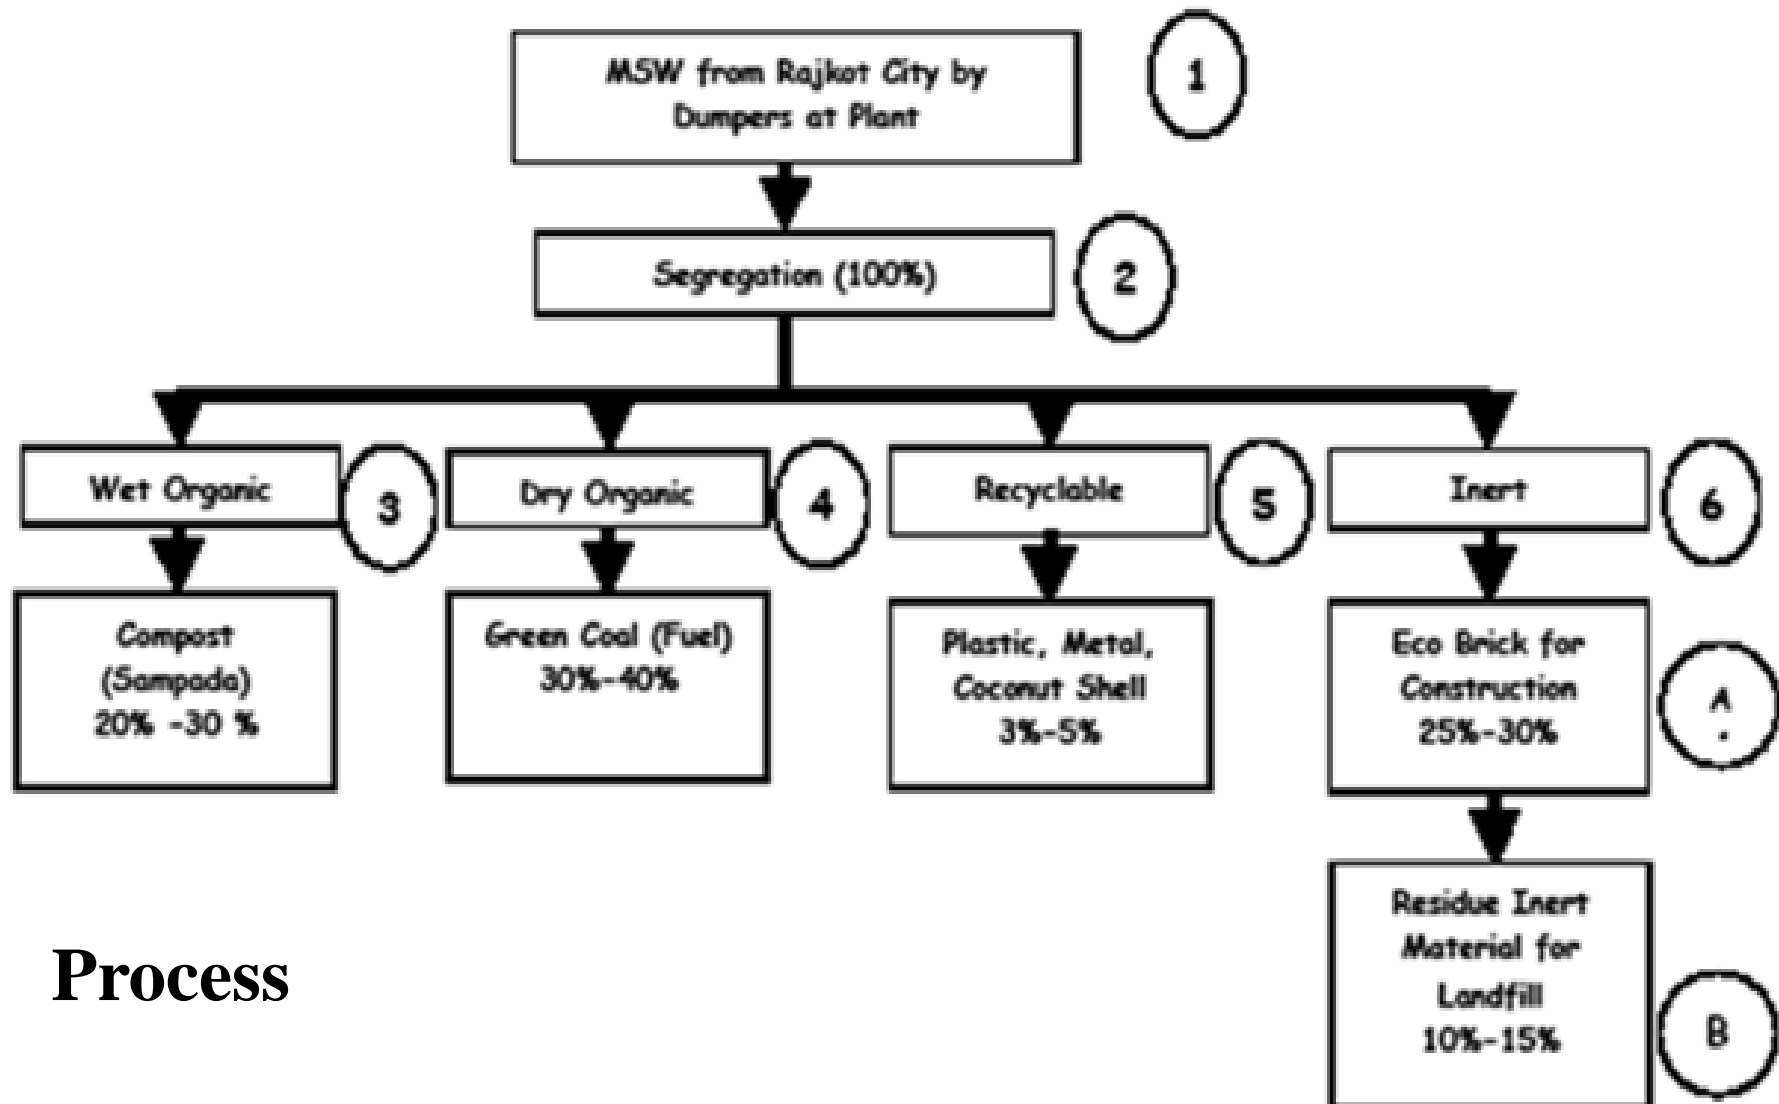 MSW from Rajkot City by
Dumpers at Plant
1
Segregation (100%)
2
Wet Organic
3
Dry Organic
4
Recyclable
5
Inert
6
Compost
(Sampada)
20% -30 %
Green Coal (Fuel)
30%-40%
Plastic, Metal,
Coconut Shell
3%-5%
Eco Brick for
Construction
25%-30%
A
.
Residue Inert
Material for
Landfill
10%-15%
B
Process